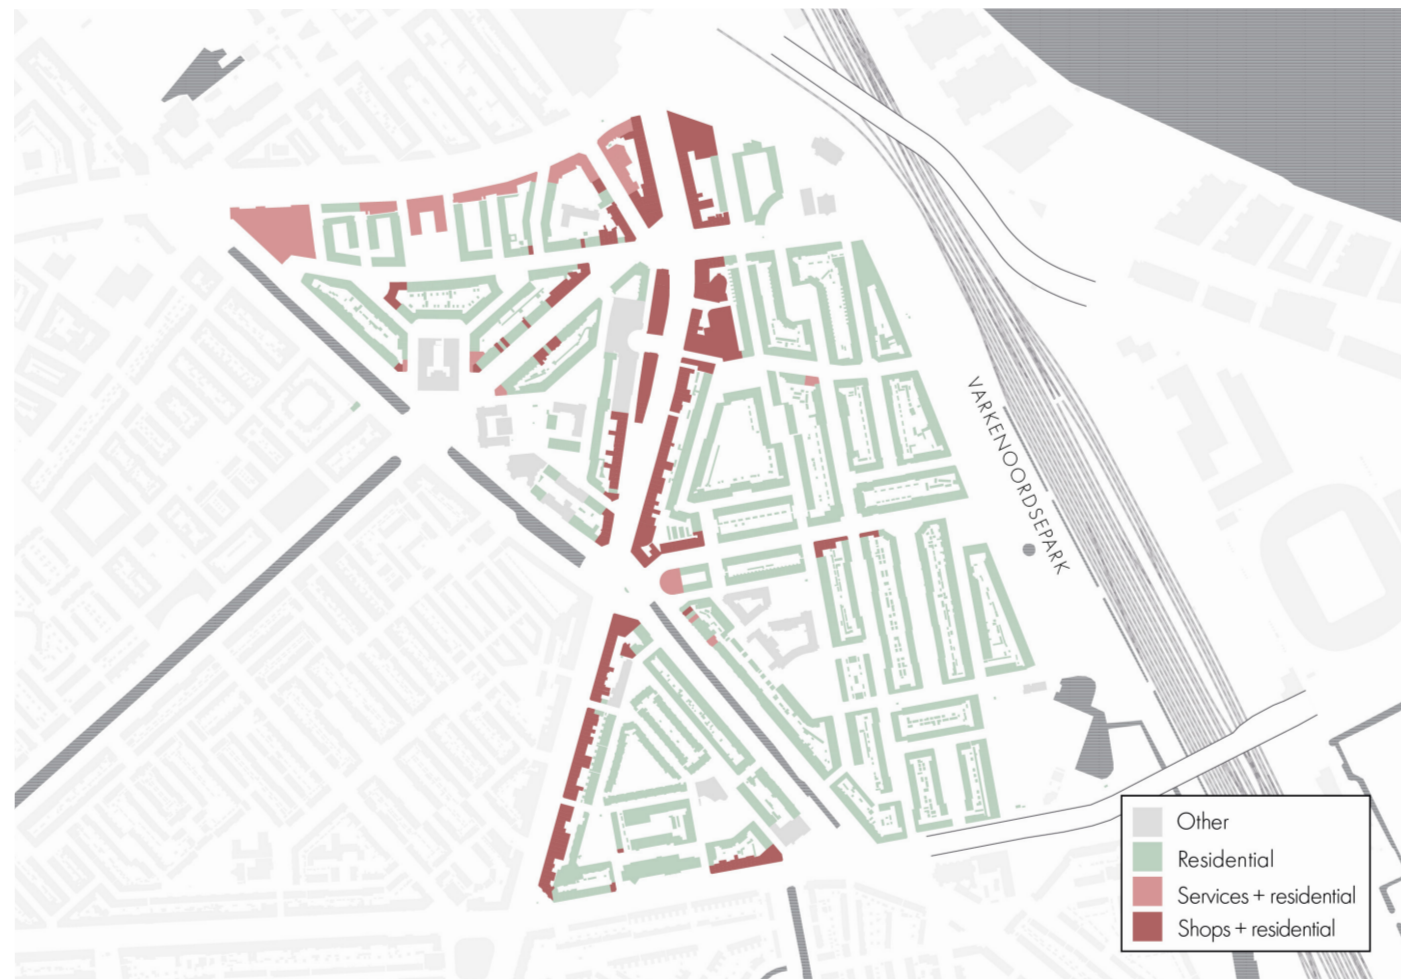 VARKENOORDSEPARK
Other
Residential
Services + residential
Shops + residential